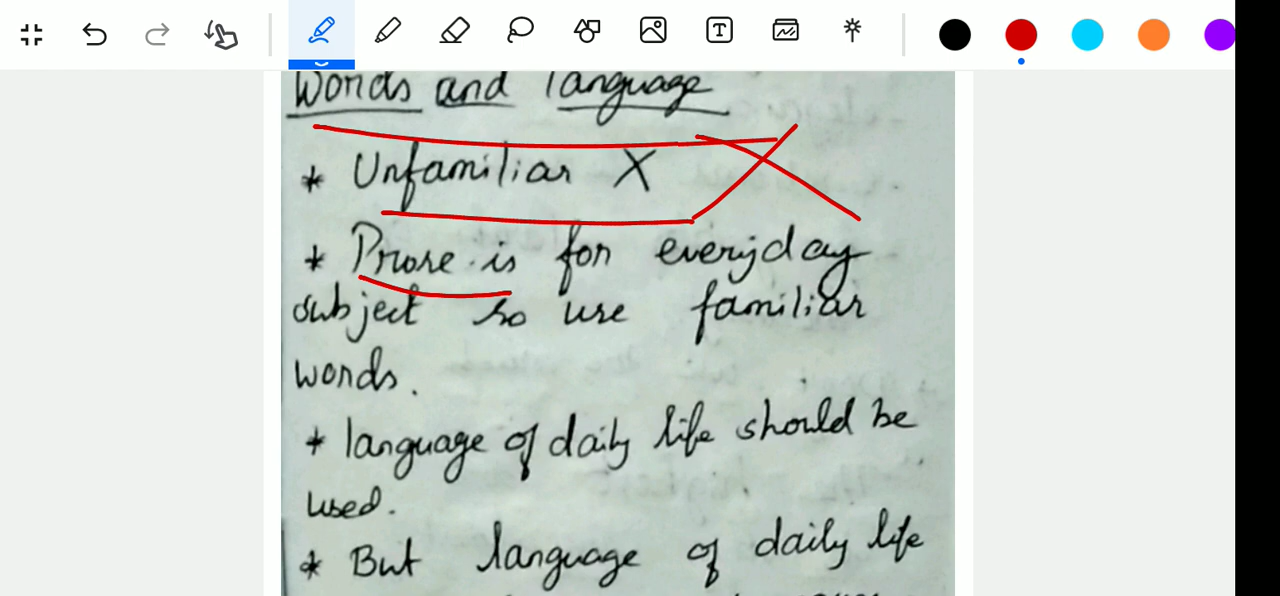 Words and language
* Unfamiliar X
* Prose is for everyday
subject so use familiar
words.
* language of daily life should be
used.
* But language of daily life